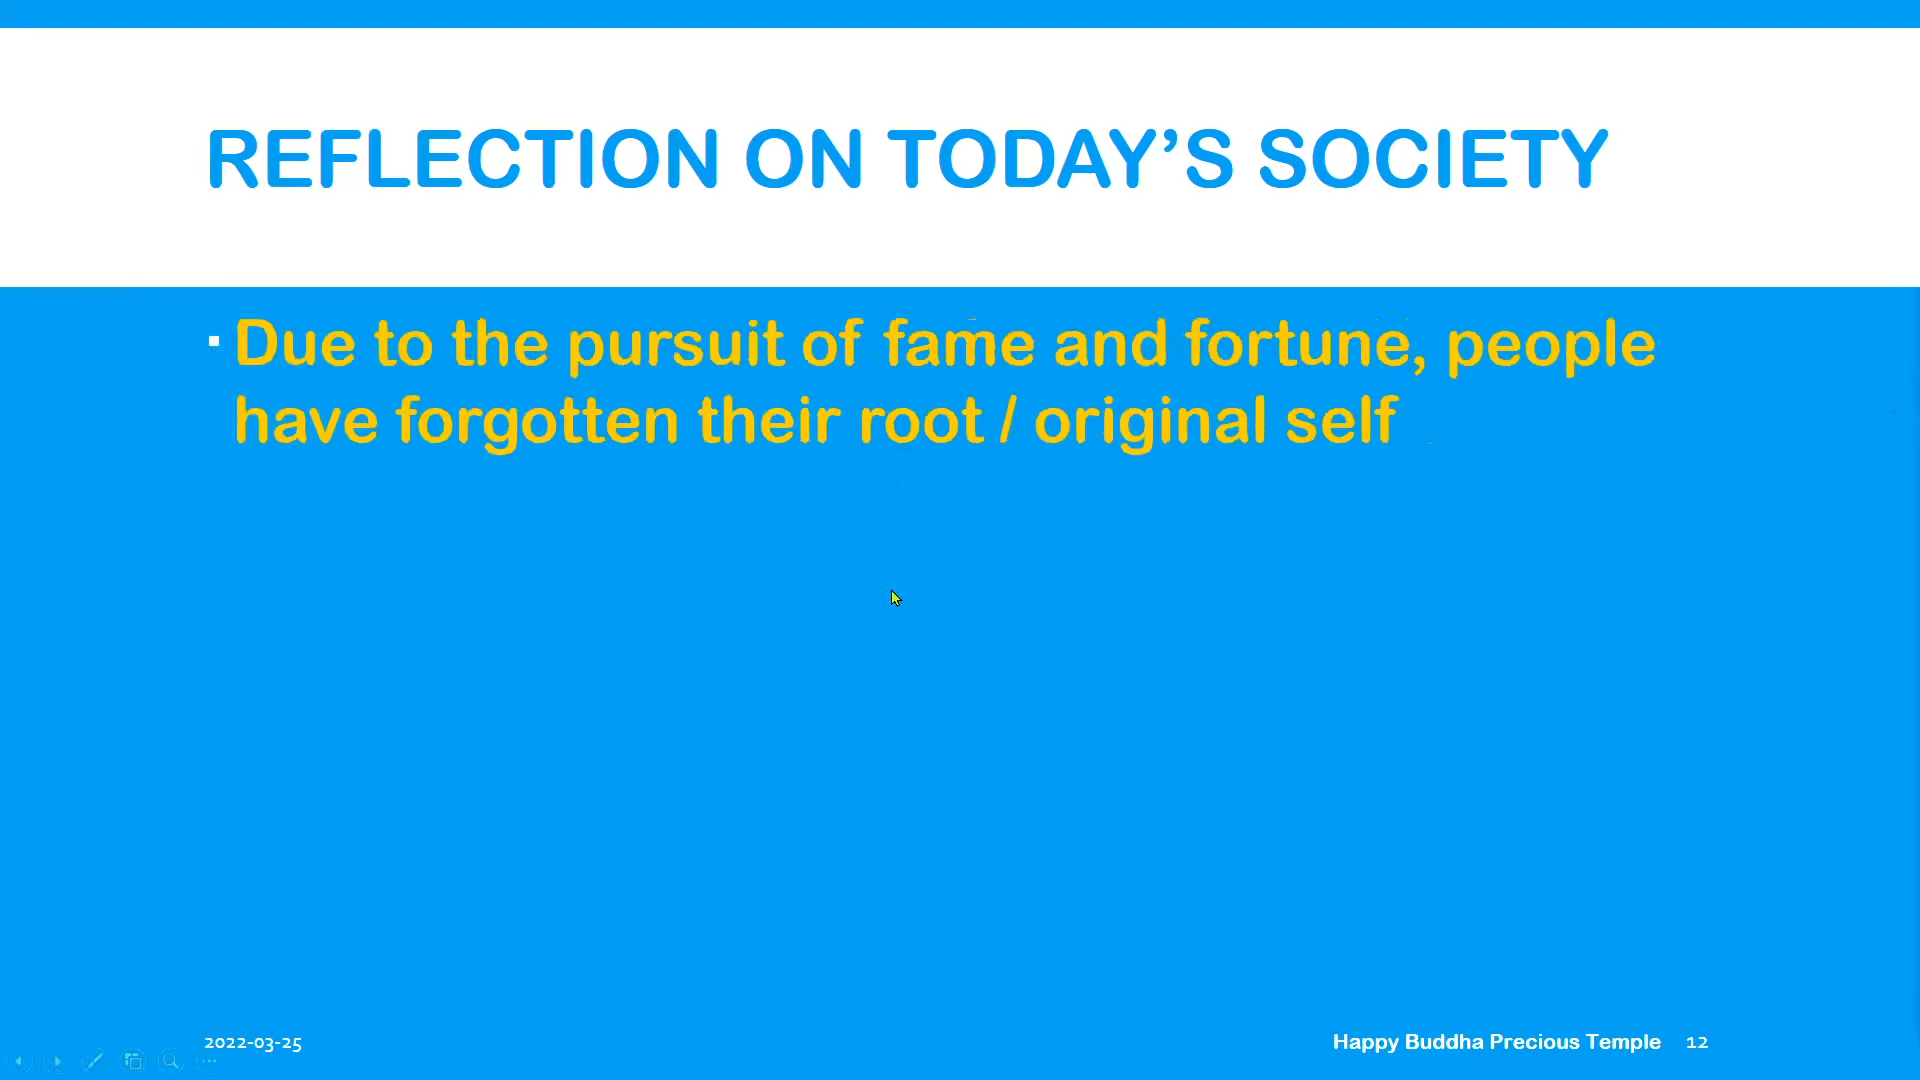 REFLECTION ON TODAY’S SOCIETY
▪ Due to the pursuit of fame and fortune, people
have forgotten their root / original self
2022-03-25
Happy Buddha Precious Temple 12